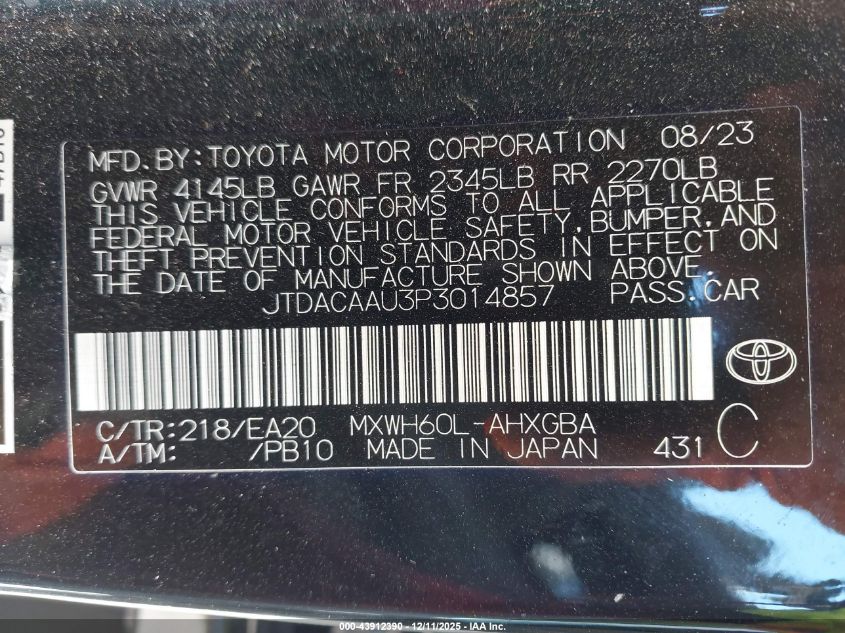 MFD. BY: TOYOTA MOTOR CORPORATION 08/23
GVWR 4145LB GAWR FR 2345LB RR 2270LB
THIS VEHICLE CONFORMS TO ALL APPLICABLE
FEDERAL MOTOR VEHICLE SAFETY, BUMPER, AND
THEFT PREVENTION STANDARDS IN EFFECT ON
THE DATE OF MANUFACTURE SHOWN ABOVE.
JTDACAAU3P3014857 PASS. CAR
C/TR: 218/EA20 MXWH60L-AHXGBA C
A/TM: /PB10 MADE IN JAPAN 431
000-43912390 - 12/11/2025 - IAA Inc.